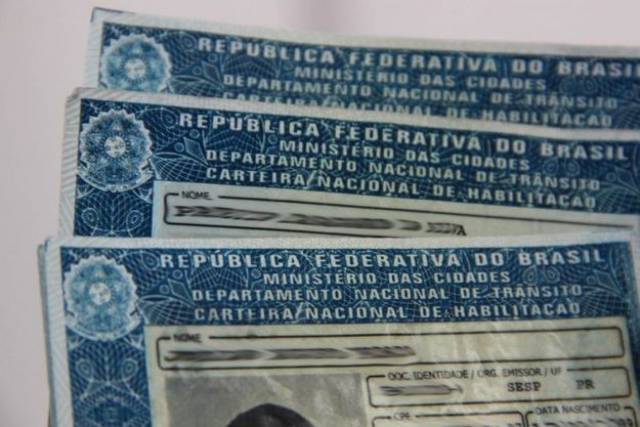 REPÚBLICA FEDERATIVA DO BRASIL
MINISTÉRIO DAS CIDADES
DEPARTAMENTO NACIONAL DE TRÂNSITO
CARTEIRA NACIONAL DE HABILITAÇÃO
REPÚBLICA FEDERATIVA DO BRASIL
MINISTÉRIO DAS CIDADES
DEPARTAMENTO NACIONAL DE TRÂNSITO
CARTEIRA NACIONAL DE HABILITAÇÃO
NOME
REPÚBLICA FEDERATIVA DO BRASIL
MINISTÉRIO DAS CIDADES
DEPARTAMENTO NACIONAL DE TRÂNSITO
CARTEIRA NACIONAL DE HABILITAÇÃO
NOME
DOC. IDENTIDADE / ORG. EMISSOR / UF
SESP PR
CPF DATA NASCIMENTO